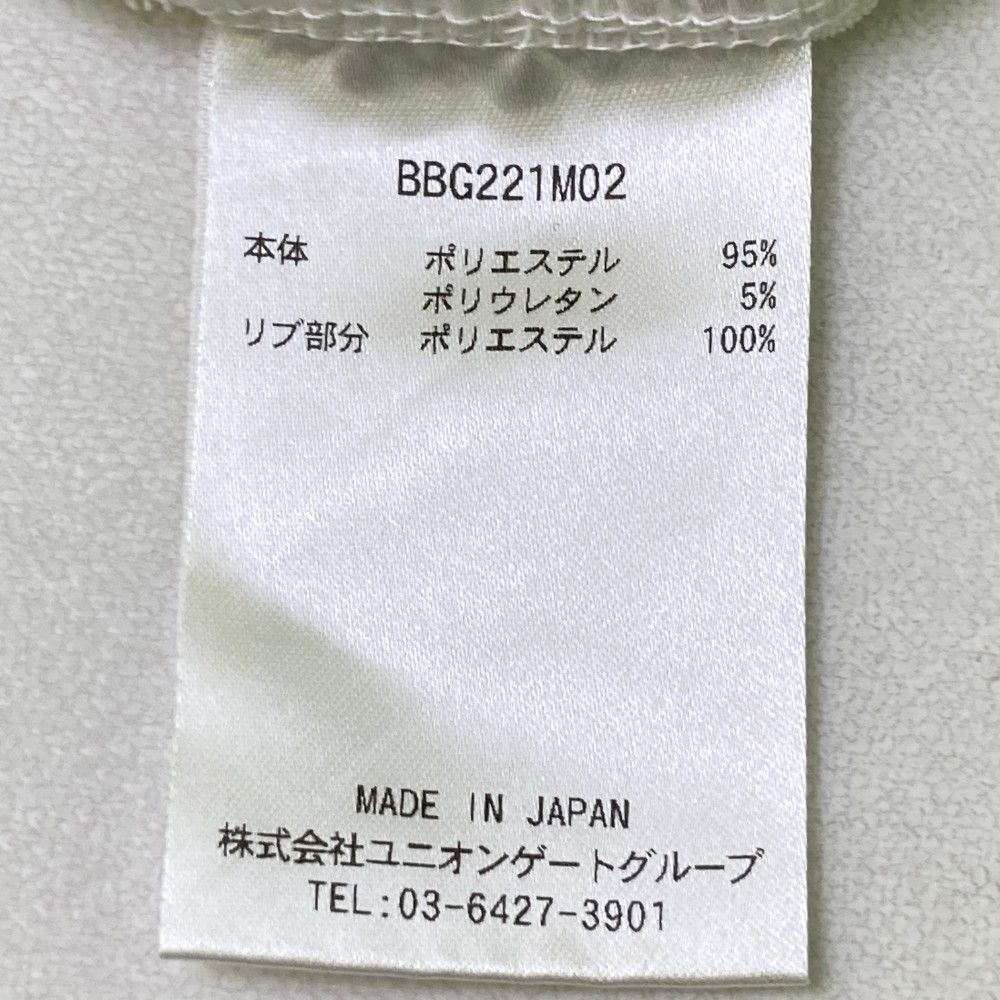 BBG221M02
本体 ポリエステル 95%
ポリウレタン 5%
リブ部分 ポリエステル 100%
MADE IN JAPAN
株式会社ユニオンゲートグループ
TEL:03-6427-3901